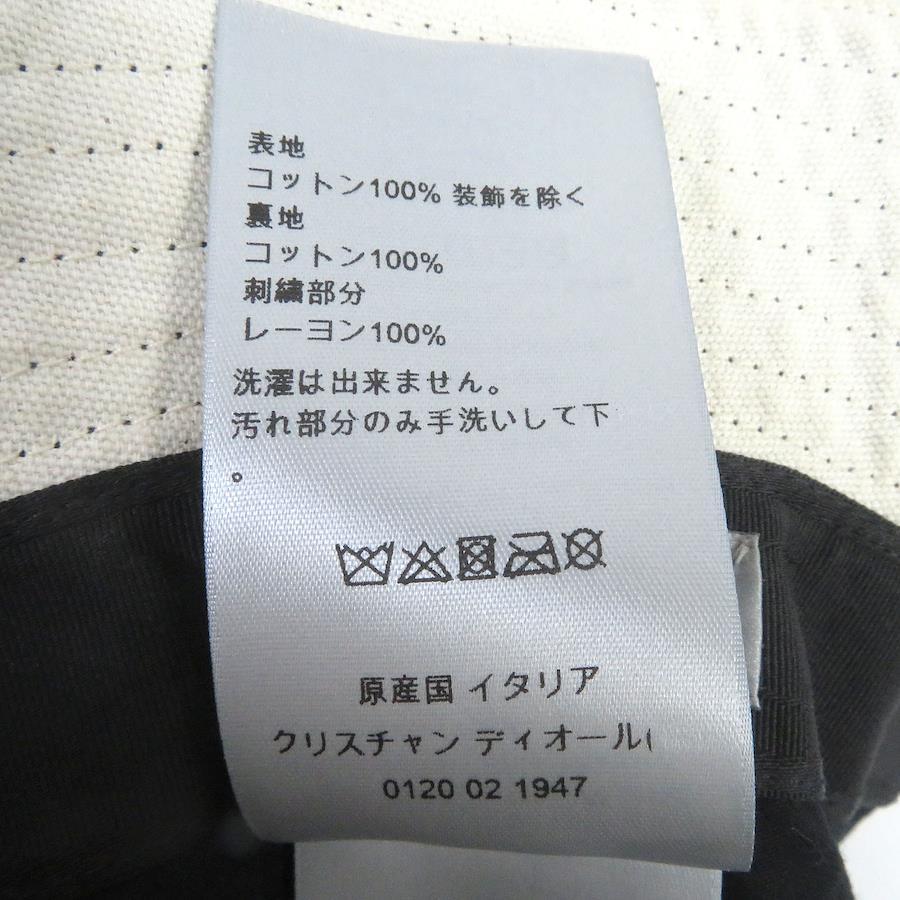 表地
コットン100% 装飾を除く
裏地
コットン100%
刺繍部分
レーヨン100%
洗濯は出来ません。
汚れ部分のみ手洗いして下
。
原産国 イタリア
クリスチャン ディオール(
0120 02 1947